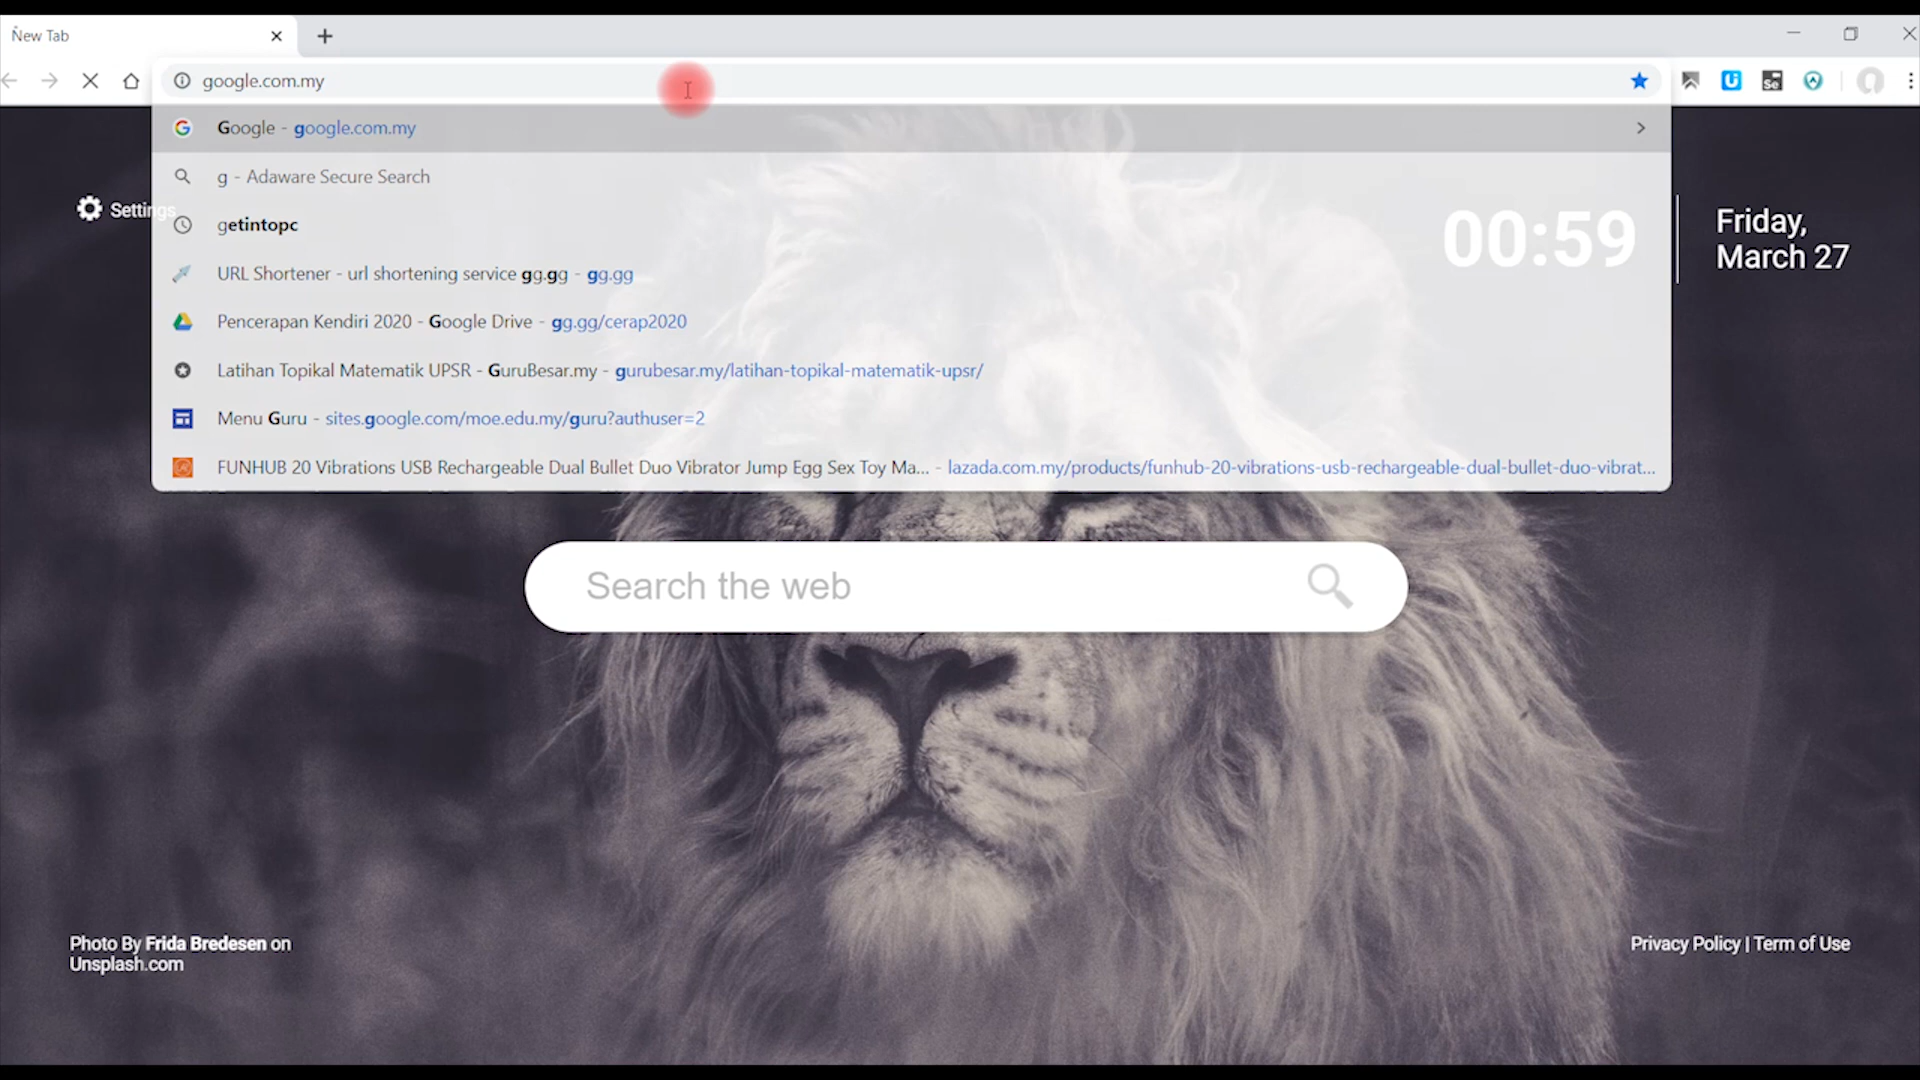 New Tab
google.com.my
Google - google.com.my
g - Adaware Secure Search
Settings
getintopc
00:59
Friday,
March 27
URL Shortener - url shortening service gg.gg - gg.gg
Pencerapan Kendiri 2020 - Google Drive - gg.gg/cerap2020
Latihan Topikal Matematik UPSR - GuruBesar.my - gurubesar.my/latihan-topikal-matematik-upsr/
Menu Guru - sites.google.com/moe.edu.my/guru?authuser=2
FUNHUB 20 Vibrations USB Rechargeable Dual Bullet Duo Vibrator Jump Egg Sex Toy Ma... - lazada.com.my/products/funhub-20-vibrations-usb-rechargeable-dual-bullet-duo-vibrat...
Search the web
Photo By Frida Bredesen on
Unsplash.com
Privacy Policy | Term of Use
Se